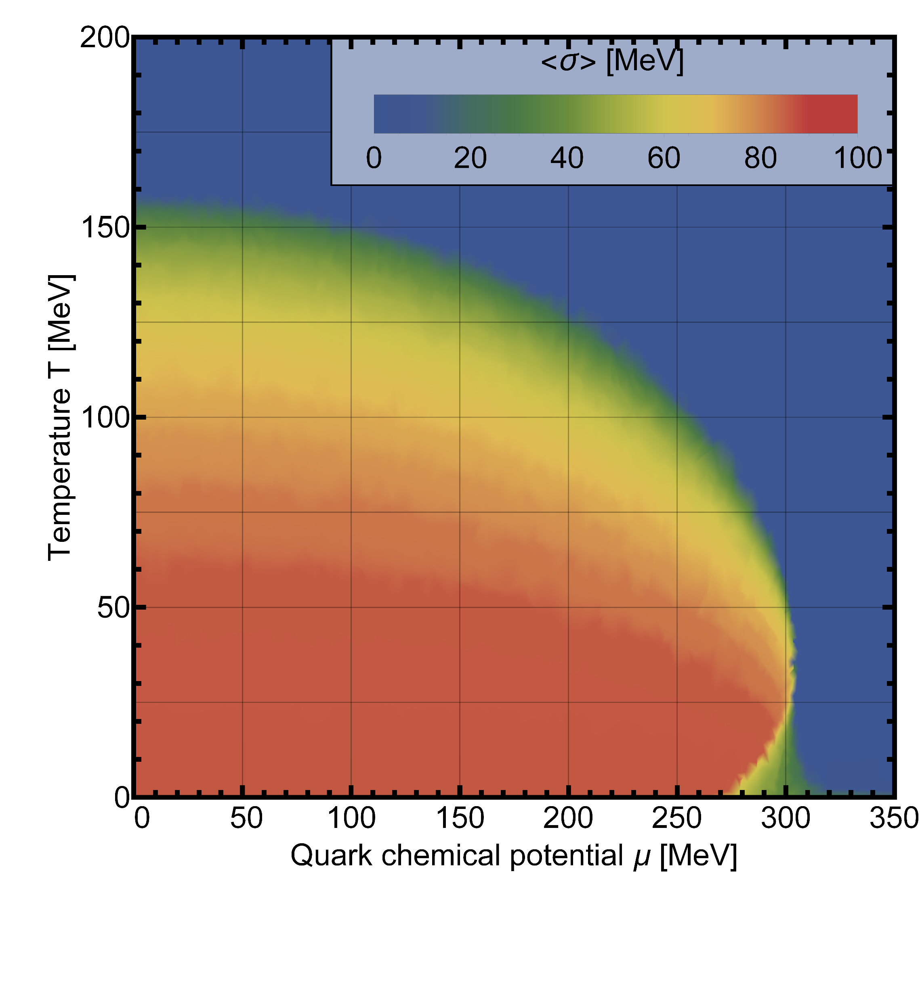 <σ> [MeV]
0 20 40 60 80 100
200
150
100
50
0
Temperature T [MeV]
0 50 100 150 200 250 300 350
Quark chemical potential μ [MeV]